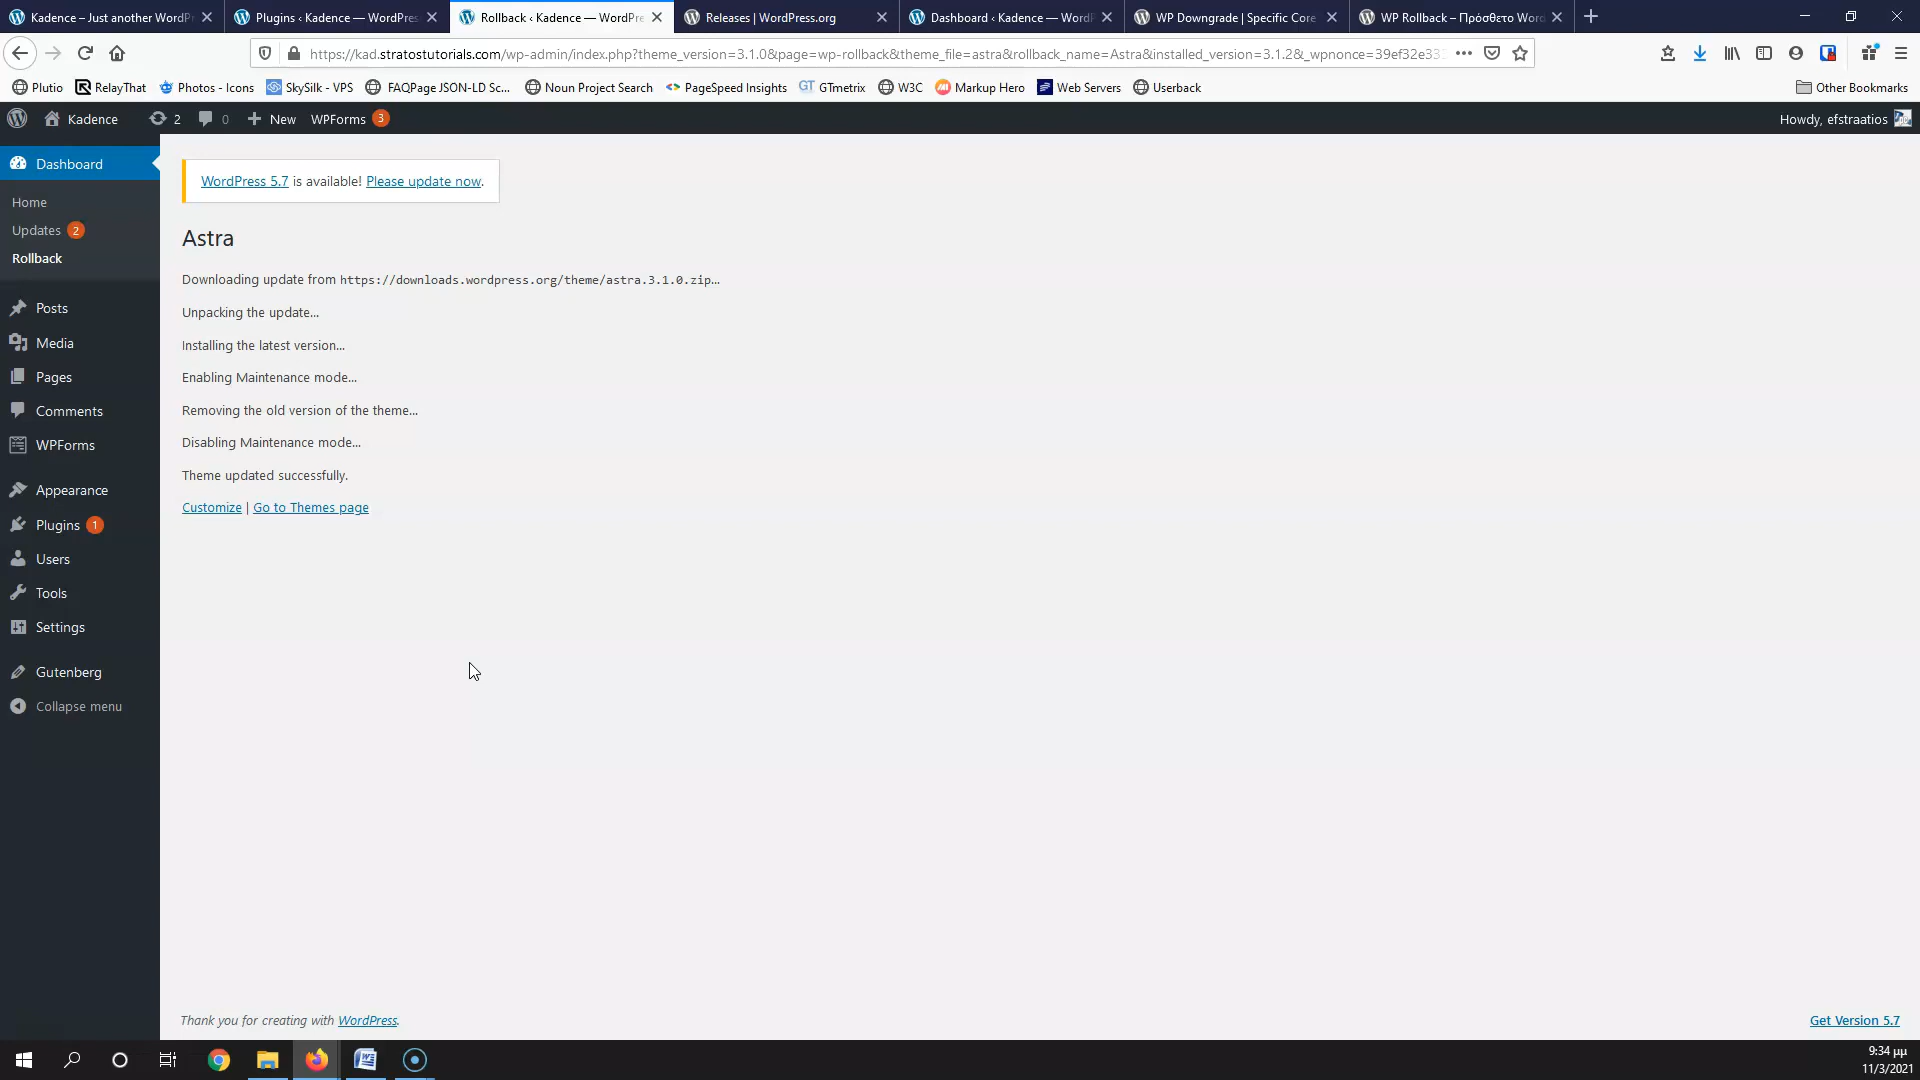 Kadence – Just another WordPr
Plugins ‹ Kadence — WordPres
Rollback ‹ Kadence — WordPre
Releases | WordPress.org
Dashboard ‹ Kadence — WordP
WP Downgrade | Specific Core
WP Rollback – Πρόσθετο Word
https://kad.stratostutorials.com/wp-admin/index.php?theme_version=3.1.0&page=wp-rollback&theme_file=astra&rollback_name=Astra&installed_version=3.1.2&_wpnonce=39ef32e333
Plutio
RelayThat
Photos - Icons
SkySilk - VPS
FAQPage JSON-LD Sc...
Noun Project Search
PageSpeed Insights
GTmetrix
W3C
Markup Hero
Web Servers
Userback
Other Bookmarks
Kadence
2
0
New
WPForms 3
Howdy, efstraatios
Dashboard
Home
Updates 2
Rollback
Posts
Media
Pages
Comments
WPForms
Appearance
Plugins 1
Users
Tools
Settings
Gutenberg
Collapse menu
WordPress 5.7 is available! Please update now.
Astra
Downloading update from https://downloads.wordpress.org/theme/astra.3.1.0.zip…
Unpacking the update…
Installing the latest version…
Enabling Maintenance mode…
Removing the old version of the theme…
Disabling Maintenance mode…
Theme updated successfully.
Customize | Go to Themes page
Thank you for creating with WordPress.
Get Version 5.7
9:34 μμ
11/3/2021